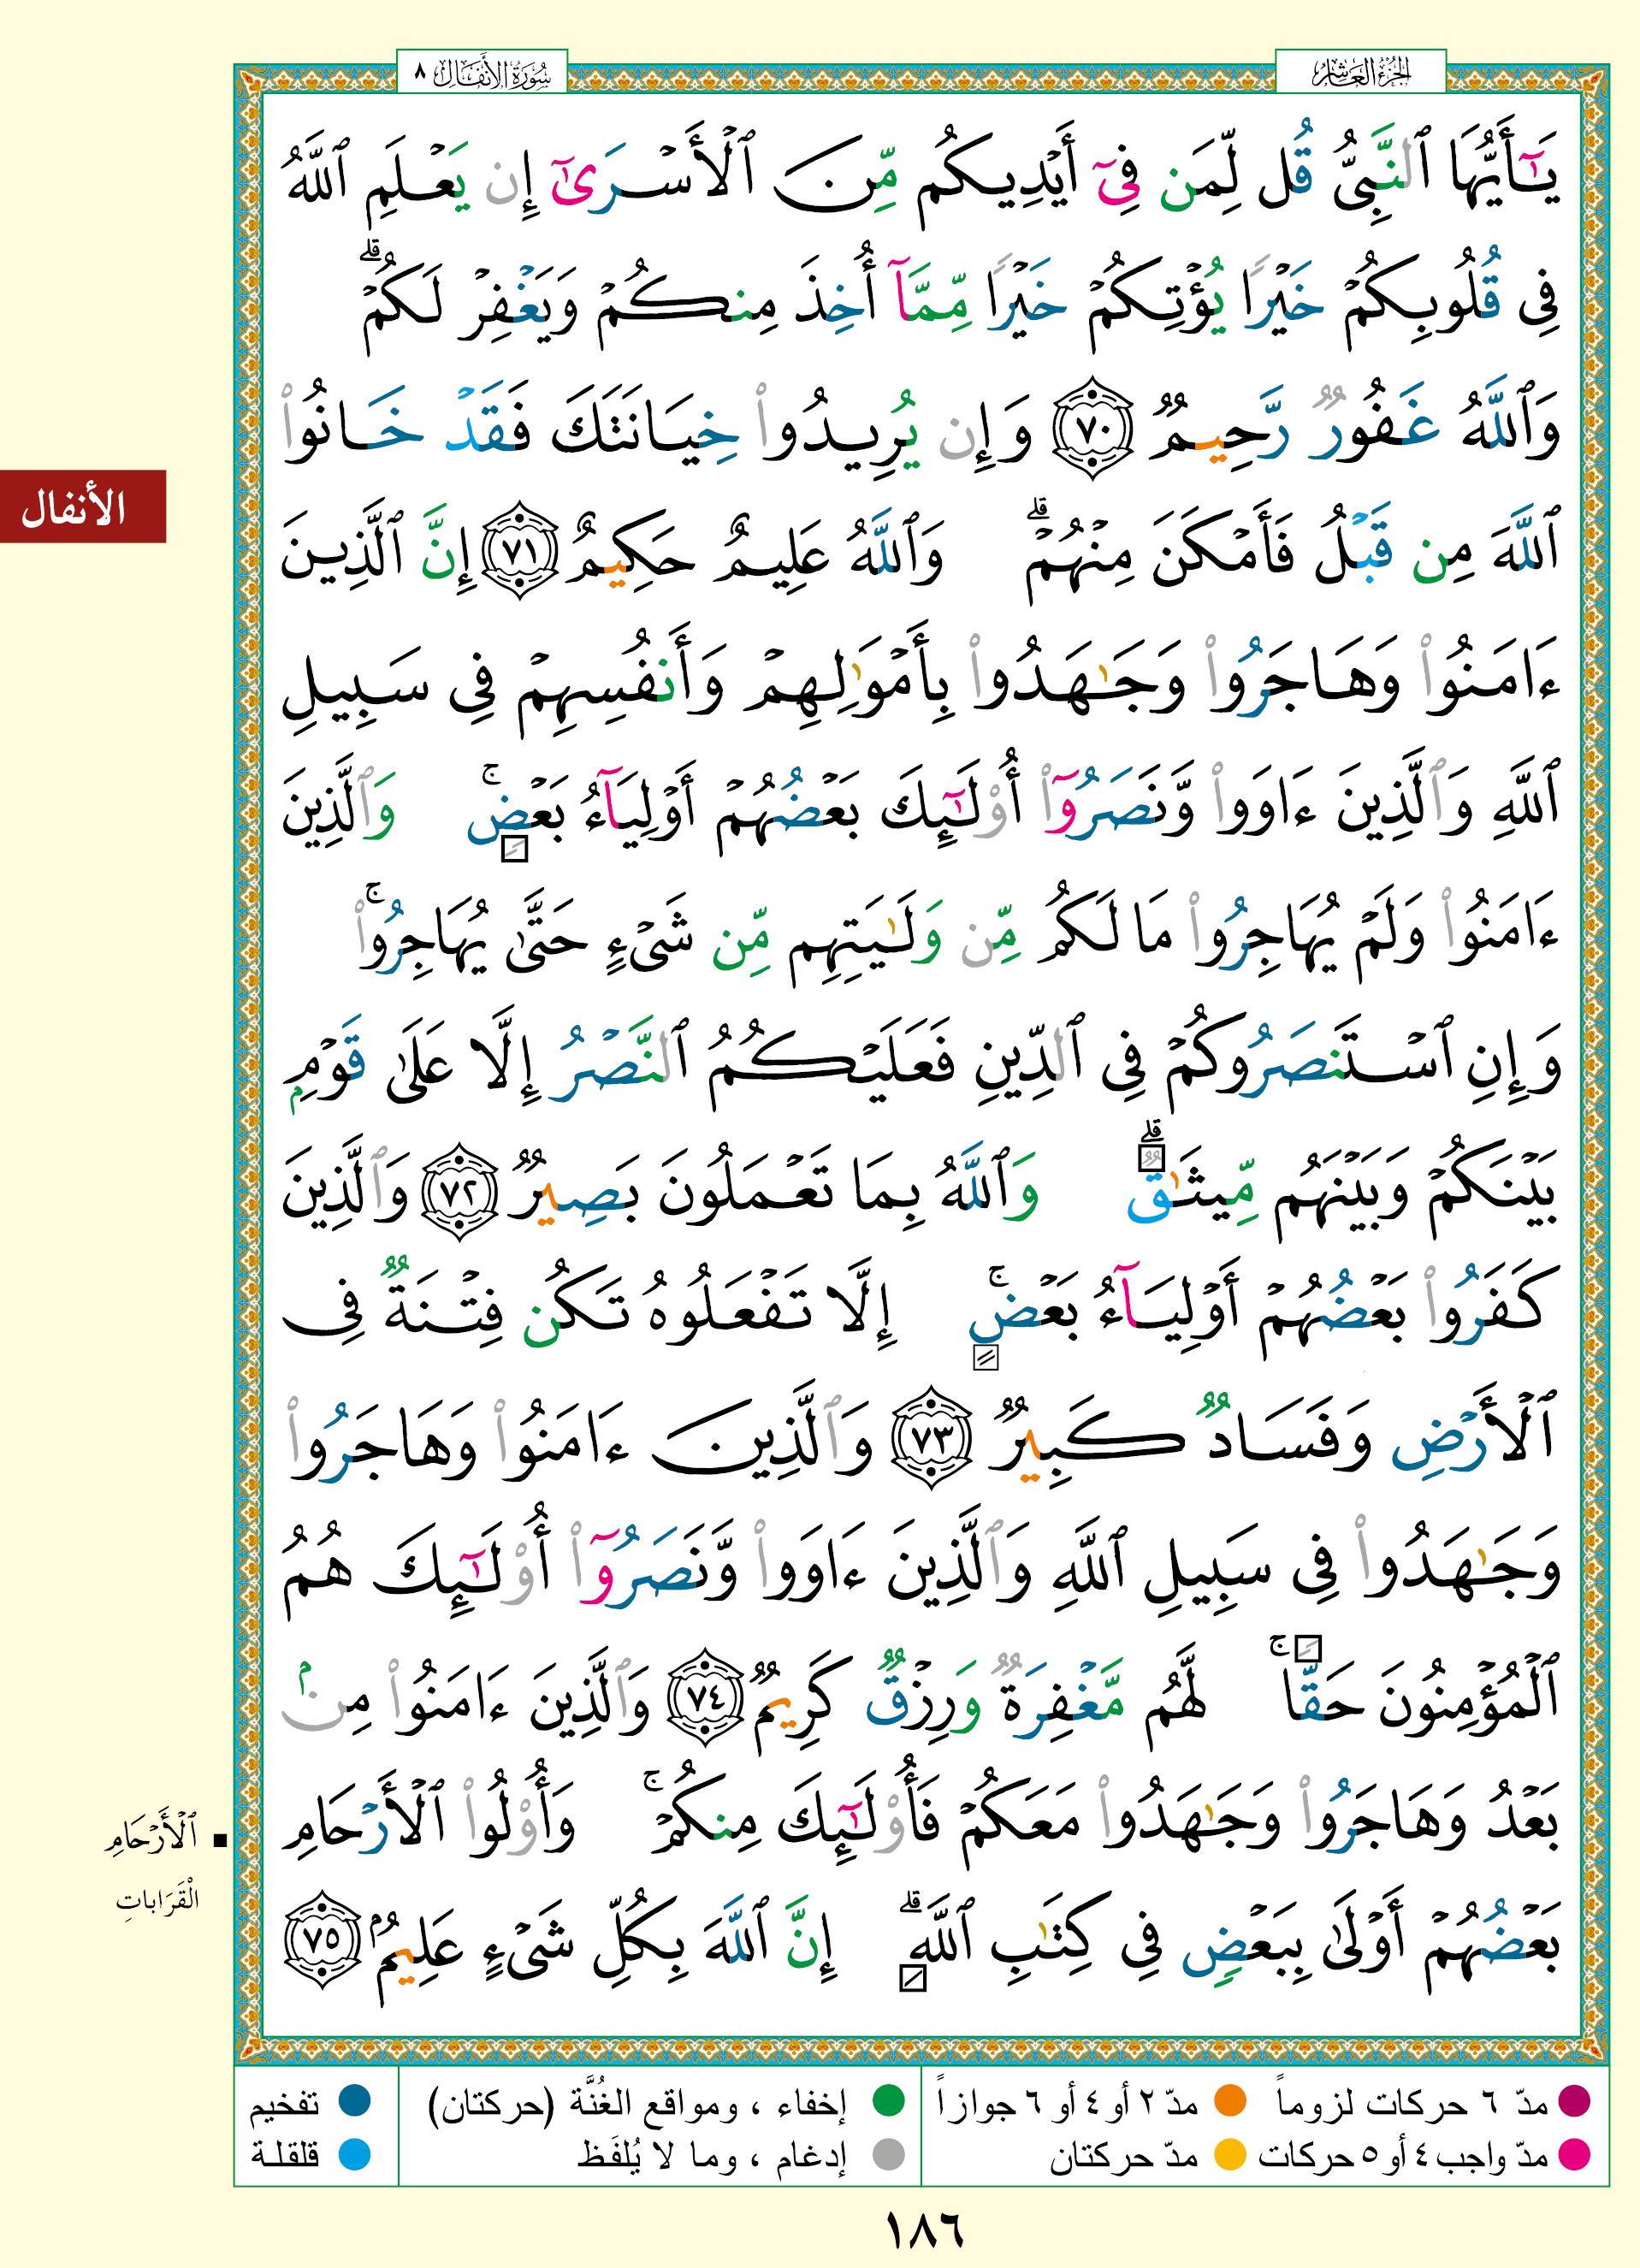 الجزء العاشر
سورة الأنفال ٨
يَـٰٓأَيُّهَا ٱلنَّبِىُّ قُل لِّمَن فِىٓ أَيْدِيكُم مِّنَ ٱلْأَسْرَىٰٓ إِن يَعْلَمِ ٱللَّهُ
فِى قُلُوبِكُمْ خَيْرًا يُؤْتِكُمْ خَيْرًا مِّمَّآ أُخِذَ مِنكُمْ وَيَغْفِرْ لَكُمْ ۗ
وَٱللَّهُ غَفُورٌ رَّحِيمٌ ٧٠ وَإِن يُرِيدُوا۟ خِيَانَتَكَ فَقَدْ خَانُوا۟
ٱللَّهَ مِن قَبْلُ فَأَمْكَنَ مِنْهُمْ ۗ وَٱللَّهُ عَلِيمٌ حَكِيمٌ ٧١ إِنَّ ٱلَّذِينَ
ءَامَنُوا۟ وَهَاجَرُوا۟ وَجَـٰهَدُوا۟ بِأَمْوَٰلِهِمْ وَأَنفُسِهِمْ فِى سَبِيلِ
ٱللَّهِ وَٱلَّذِينَ ءَاوَوا۟ وَّنَصَرُوٓا۟ أُو۟لَـٰٓئِكَ بَعْضُهُمْ أَوْلِيَآءُ بَعْضٍ ۚ وَٱلَّذِينَ
ءَامَنُوا۟ وَلَمْ يُهَاجِرُوا۟ مَا لَكُم مِّن وَلَـٰيَتِهِم مِّن شَىْءٍ حَتَّىٰ يُهَاجِرُوا۟ ۚ
وَإِنِ ٱسْتَنصَرُوكُمْ فِى ٱلدِّينِ فَعَلَيْكُمُ ٱلنَّصْرُ إِلَّا عَلَىٰ قَوْمٍۭ
بَيْنَكُمْ وَبَيْنَهُم مِّيثَـٰقٌ ۗ وَٱللَّهُ بِمَا تَعْمَلُونَ بَصِيرٌ ٧٢ وَٱلَّذِينَ
كَفَرُوا۟ بَعْضُهُمْ أَوْلِيَآءُ بَعْضٍ ۚ إِلَّا تَفْعَلُوهُ تَكُن فِتْنَةٌ فِى
ٱلْأَرْضِ وَفَسَادٌ كَبِيرٌ ٧٣ وَٱلَّذِينَ ءَامَنُوا۟ وَهَاجَرُوا۟
وَجَـٰهَدُوا۟ فِى سَبِيلِ ٱللَّهِ وَٱلَّذِينَ ءَاوَوا۟ وَّنَصَرُوٓا۟ أُو۟لَـٰٓئِكَ هُمُ
ٱلْمُؤْمِنُونَ حَقًّا ۚ لَّهُم مَّغْفِرَةٌ وَرِزْقٌ كَرِيمٌ ٧٤ وَٱلَّذِينَ ءَامَنُوا۟ مِنۢ
بَعْدُ وَهَاجَرُوا۟ وَجَـٰهَدُوا۟ مَعَكُمْ فَأُو۟لَـٰٓئِكَ مِنكُمْ ۚ وَأُو۟لُوا۟ ٱلْأَرْحَامِ
بَعْضُهُمْ أَوْلَىٰ بِبَعْضٍ فِى كِتَـٰبِ ٱللَّهِ ۗ إِنَّ ٱللَّهَ بِكُلِّ شَىْءٍ عَلِيمٌۢ ٧٥
الأنفال
ٱلْأَرْحَامِ
الْقَرَاباتِ
مدّ ٦ حركات لزوماً
مدّ ٢ أو ٤ أو ٦ جوازاً
إخفاء ، ومواقع الغُنَّة (حركتان)
تفخيم
مدّ واجب ٤ أو ٥ حركات
مدّ حركتان
إدغام ، وما لا يُلفَظ
قلقلة
١٨٦